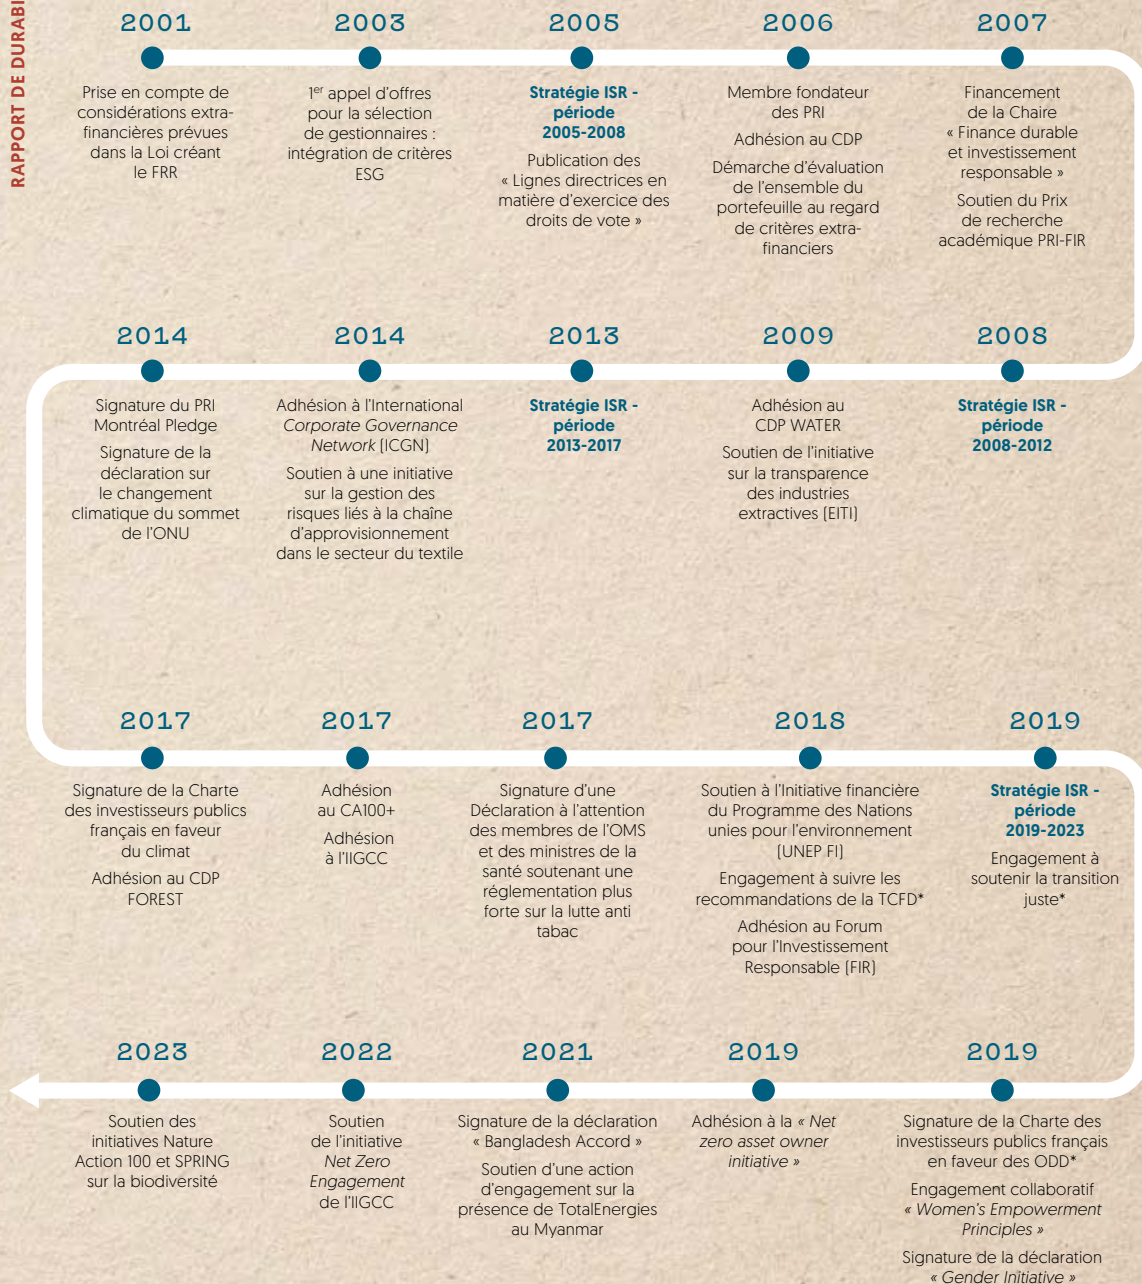 RAPPORT DE DURABI
2001
Prise en compte de
considérations extra-
financières prévues
dans la Loi créant
le FRR
2003
1er appel d'offres
pour la sélection
de gestionnaires :
intégration de critères
ESG
2005
Stratégie ISR -
période
2005-2008
Publication des
« Lignes directrices en
matière d'exercice des
droits de vote »
2006
Membre fondateur
des PRI
Adhésion au CDP
Démarche d'évaluation
de l'ensemble du
portefeuille au regard
de critères extra-
financiers
2007
Financement
de la Chaire
« Finance durable
et investissement
responsable »
Soutien du Prix
de recherche
académique PRI-FIR
2008
Stratégie ISR -
période
2008-2012
2009
Adhésion au
CDP WATER
Soutien de l'initiative
sur la transparence
des industries
extractives (EITI)
2013
Stratégie ISR -
période
2013-2017
2014
Adhésion à l'International
Corporate Governance
Network (ICGN)
Soutien à une initiative
sur la gestion des
risques liés à la chaîne
d'approvisionnement
dans le secteur du textile
2014
Signature du PRI
Montréal Pledge
Signature de la
déclaration sur
le changement
climatique du sommet
de l'ONU
2017
Signature de la Charte
des investisseurs publics
français en faveur
du climat
Adhésion au CDP
FOREST
2017
Adhésion
au CA100+
Adhésion
à l'IIGCC
2017
Signature d'une
Déclaration à l'attention
des membres de l'OMS
et des ministres de la
santé soutenant une
réglementation plus
forte sur la lutte anti
tabac
2018
Soutien à l'Initiative financière
du Programme des Nations
unies pour l'environnement
(UNEP FI)
Engagement à suivre les
recommandations de la TCFD*
Adhésion au Forum
pour l'Investissement
Responsable (FIR)
2019
Stratégie ISR -
période
2019-2023
Engagement à
soutenir la transition
juste*
2019
Signature de la Charte des
investisseurs publics français
en faveur des ODD*
Engagement collaboratif
« Women's Empowerment
Principles »
Signature de la déclaration
« Gender Initiative »
2019
Adhésion à la « Net
zero asset owner
initiative »
2021
Signature de la déclaration
« Bangladesh Accord »
Soutien d'une action
d'engagement sur la
présence de TotalEnergies
au Myanmar
2022
Soutien
de l'initiative
Net Zero
Engagement
de l'IIGCC
2023
Soutien des
initiatives Nature
Action 100 et SPRING
sur la biodiversité